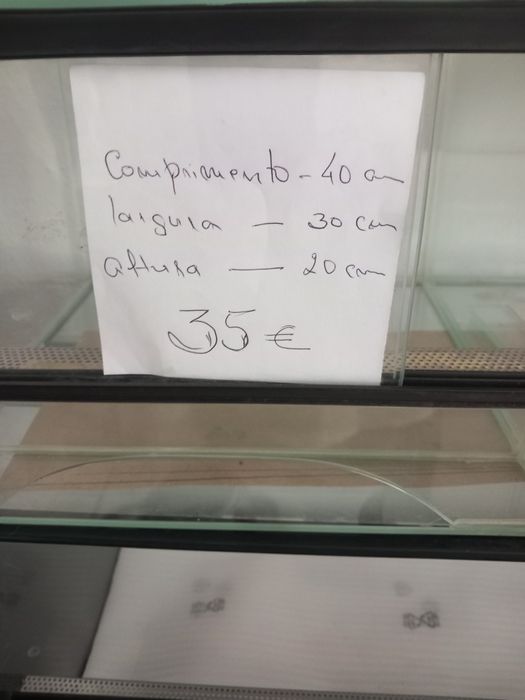 Comprimento - 40 cm
largura — 30 cm
altura — 20 cm
35 €